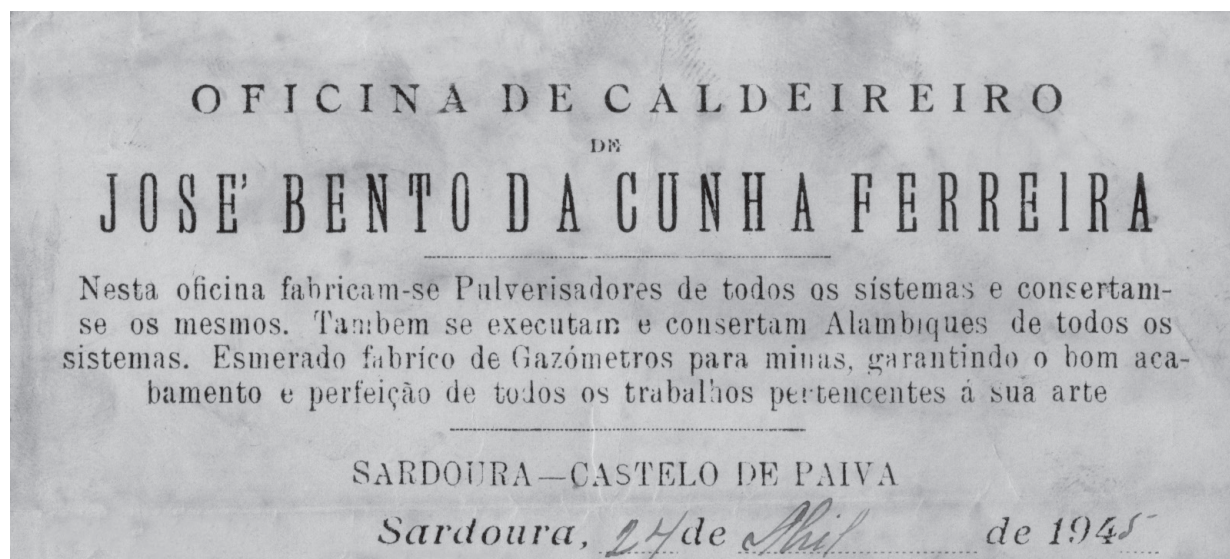 OFICINA DE CALDEIREIRO
DE
JOSÉ BENTO DA CUNHA FERREIRA
Nesta oficina fabricam-se Pulverisadores de todos os sístemas e consertam-
se os mesmos. Tambem se executam e consertam Alambiques de todos os
sistemas. Esmerado fabríco de Gazómetros para minas, garantindo o bom aca-
bamento e perfeição de todos os trabalhos pertencentes á sua arte
SARDOURA—CASTELO DE PAIVA
Sardoura, 24 de Abril de 1945